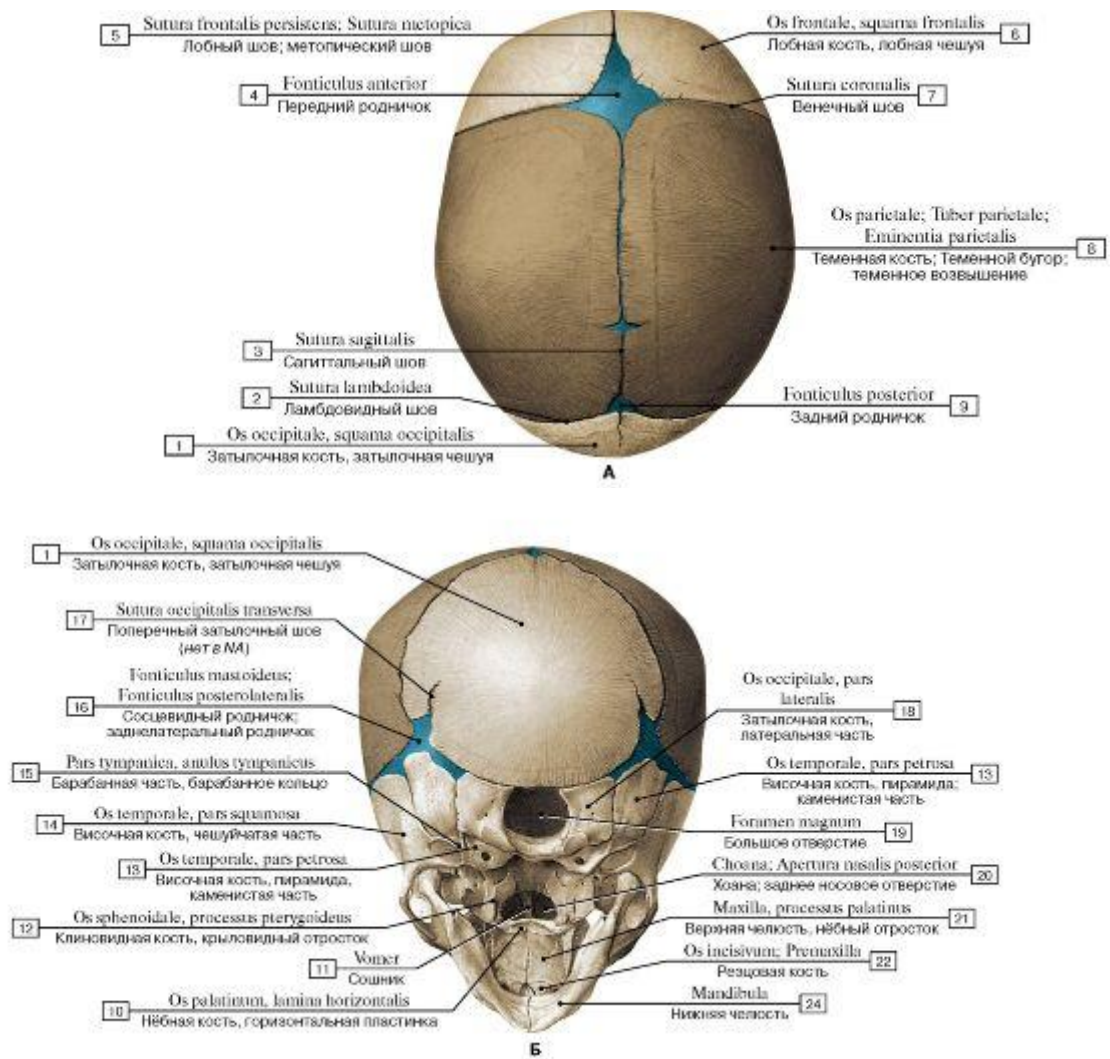 Sutura frontalis persistens; Sutura metopica
5
Лобный шов; метопический шов
Os frontale, squama frontalis
6
Лобная кость, лобная чешуя
Fonticulus anterior
4
Передний родничок
Sutura coronalis
7
Венечный шов
Os parietale; Tuber parietale;
Eminentia parietalis
8
Теменная кость; Теменной бугор;
теменное возвышение
Sutura sagittalis
3
Сагиттальный шов
Sutura lambdoidea
2
Ламбдовидный шов
Fonticulus posterior
9
Задний родничок
Os occipitale, squama occipitalis
1
Затылочная кость, затылочная чешуя
А
Os occipitale, squama occipitalis
1
Затылочная кость, затылочная чешуя
Sutura occipitalis transversa
17
Поперечный затылочный шов
(нет в NA)
Fonticulus mastoideus;
Fonticulus posterolateralis
16
Сосцевидный родничок;
заднелатеральный родничок
Pars tympanica, anulus tympanicus
15
Барабанная часть, барабанное кольцо
Os temporale, pars squamosa
14
Височная кость, чешуйчатая часть
Os temporale, pars petrosa
13
Височная кость, пирамида,
каменистая часть
Os sphenoidale, processus pterygoideus
12
Клиновидная кость, крыловидный отросток
Vomer
11
Сошник
Os palatinum, lamina horizontalis
10
Нёбная кость, горизонтальная пластинка
Os occipitale, pars
lateralis
18
Затылочная кость,
латеральная часть
Os temporale, pars petrosa
13
Височная кость, пирамида;
каменистая часть
Foramen magnum
19
Большое отверстие
Choana; Apertura nasalis posterior
20
Хоана; заднее носовое отверстие
Maxilla, processus palatinus
21
Верхняя челюсть, нёбный отросток
Os incisivum; Premaxilla
22
Резцовая кость
Mandibula
24
Нижняя челюсть
Б